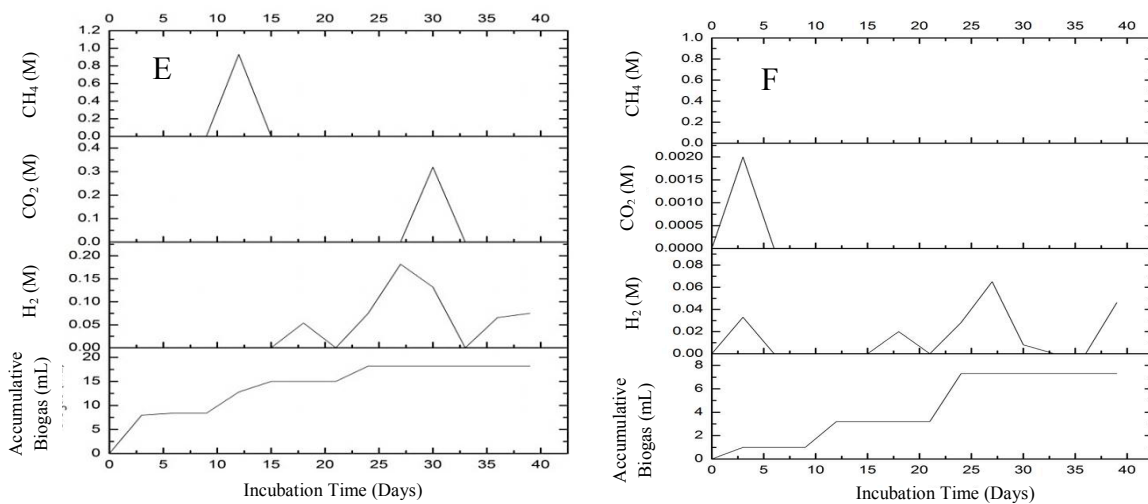 0 5 10 15 20 25 30 35 40
1.2
1.0
0.8
0.6
0.4
0.2
0.0
CH₄ (M)
E
0.4
0.3
0.2
0.1
0.0
CO₂ (M)
0.20
0.15
0.10
0.05
0.00
H₂ (M)
20
15
10
5
0
Accumulative
Biogas (mL)
0 5 10 15 20 25 30 35 40
Incubation Time (Days)
0 5 10 15 20 25 30 35 40
1.0
0.8
0.6
0.4
0.2
0.0
CH₄ (M)
F
0.0020
0.0015
0.0010
0.0005
0.0000
CO₂ (M)
0.08
0.06
0.04
0.02
0.00
H₂ (M)
8
6
4
2
0
Accumulative
Biogas (mL)
0 5 10 15 20 25 30 35 40
Incubation Time (Days)